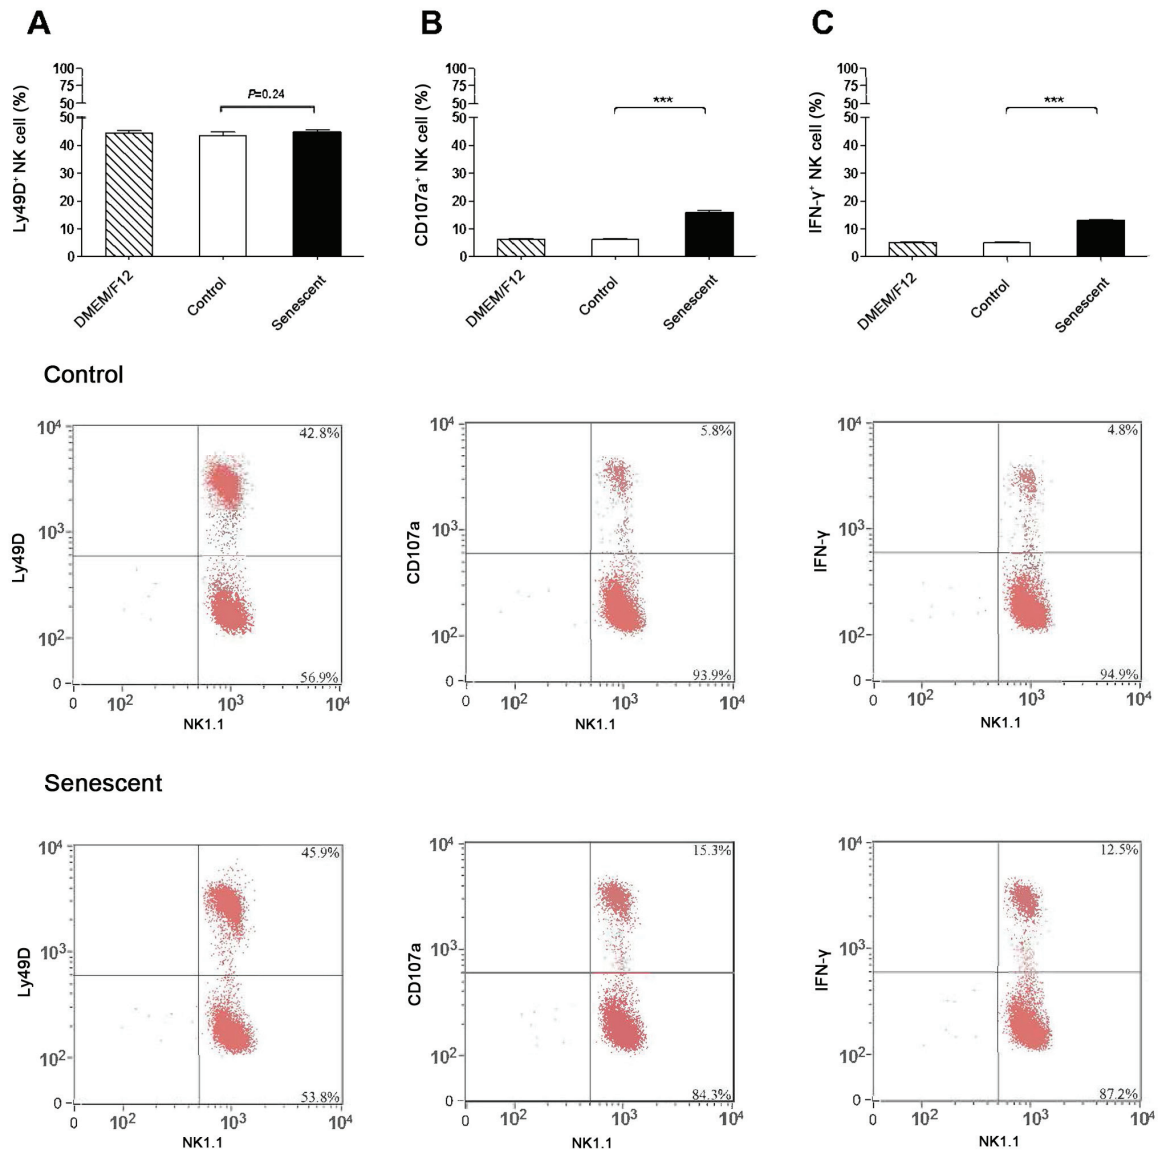 A
B
C
Ly49D⁺ NK cell (%)
100
75
50
50
40
30
20
10
0
P=0.24
DMEM/F12
Control
Senescent
CD107a⁺ NK cell (%)
100
75
50
50
40
30
20
10
0
***
DMEM/F12
Control
Senescent
IFN-γ⁺ NK cell (%)
100
75
50
50
40
30
20
10
0
***
DMEM/F12
Control
Senescent
Control
Ly49D
10⁴
10³
10²
0
42.8%
56.9%
0
10²
10³
10⁴
NK1.1
CD107a
10⁴
10³
10²
0
5.8%
93.9%
0
10²
10³
10⁴
NK1.1
IFN-γ
10⁴
10³
10²
0
4.8%
94.9%
0
10²
10³
10⁴
NK1.1
Senescent
Ly49D
10⁴
10³
10²
0
45.9%
53.8%
0
10²
10³
10⁴
NK1.1
CD107a
10⁴
10³
10²
0
15.3%
84.3%
0
10²
10³
10⁴
NK1.1
IFN-γ
10⁴
10³
10²
0
12.5%
87.2%
0
10²
10³
10⁴
NK1.1